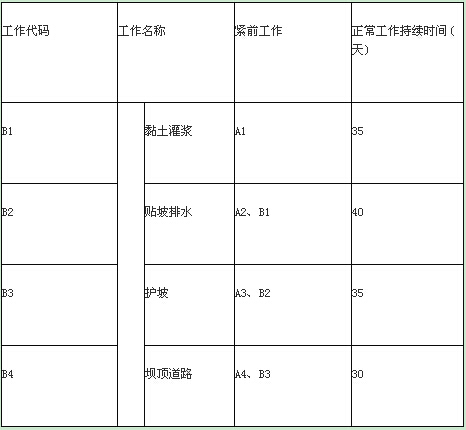 工作代码 工作名称 紧前工作 正常工作持续时间(
天)
B1 黏土灌浆 A1 35
B2 贴坡排水 A2、B1 40
B3 护坡 A3、B2 35
B4 坝顶道路 A4、B3 30